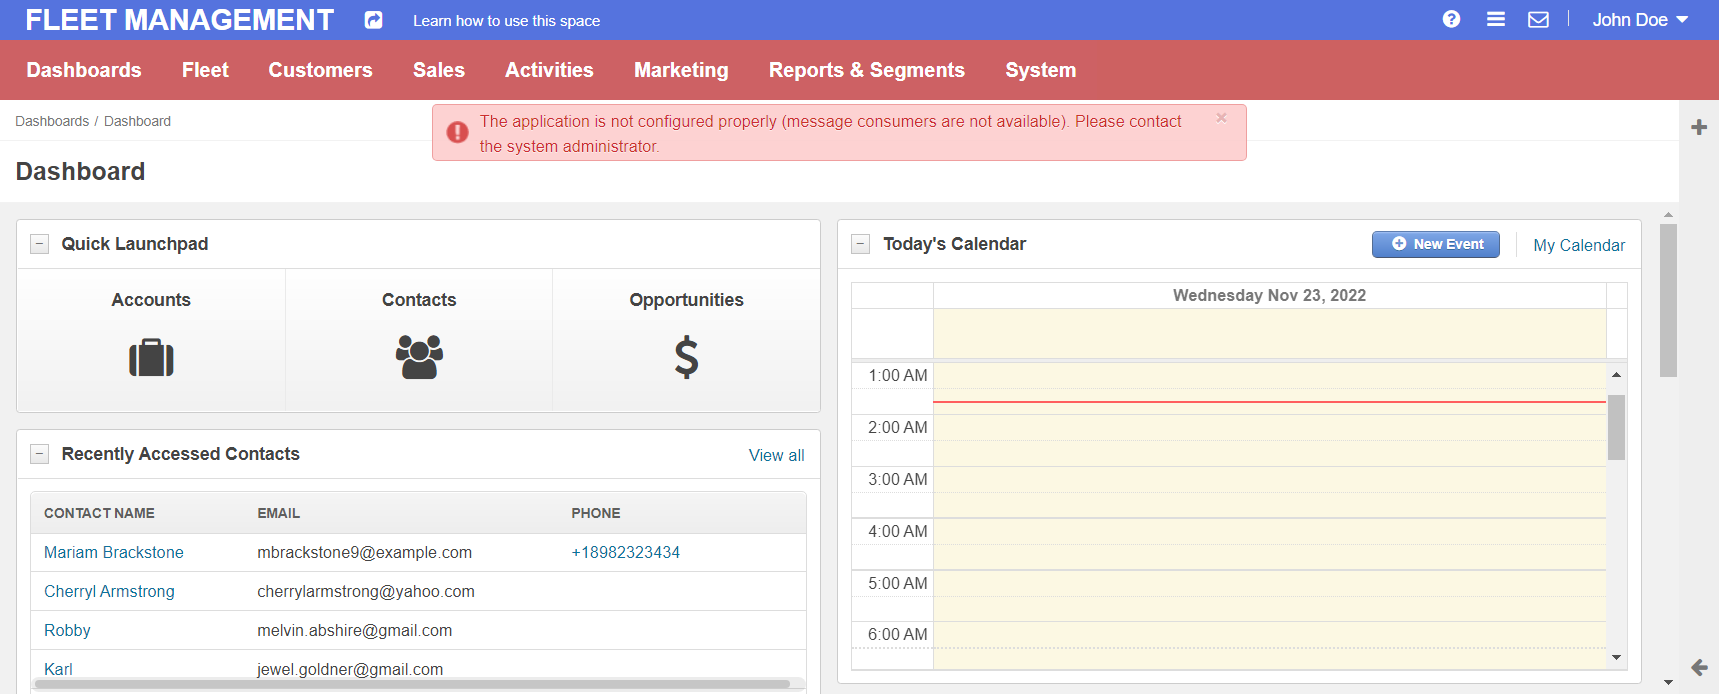 FLEET MANAGEMENT
Learn how to use this space
John Doe
Dashboards
Fleet
Customers
Sales
Activities
Marketing
Reports & Segments
System
Dashboards / Dashboard
The application is not configured properly (message consumers are not available). Please contact
the system administrator.
×
Dashboard
Quick Launchpad
Accounts
Contacts
Opportunities
Recently Accessed Contacts
View all
CONTACT NAME
EMAIL
PHONE
Mariam Brackstone
mbrackstone9@example.com
+18982323434
Cherryl Armstrong
cherrylarmstrong@yahoo.com
Robby
melvin.abshire@gmail.com
Karl
jewel.goldner@gmail.com
Today's Calendar
New Event
My Calendar
Wednesday Nov 23, 2022
1:00 AM
2:00 AM
3:00 AM
4:00 AM
5:00 AM
6:00 AM